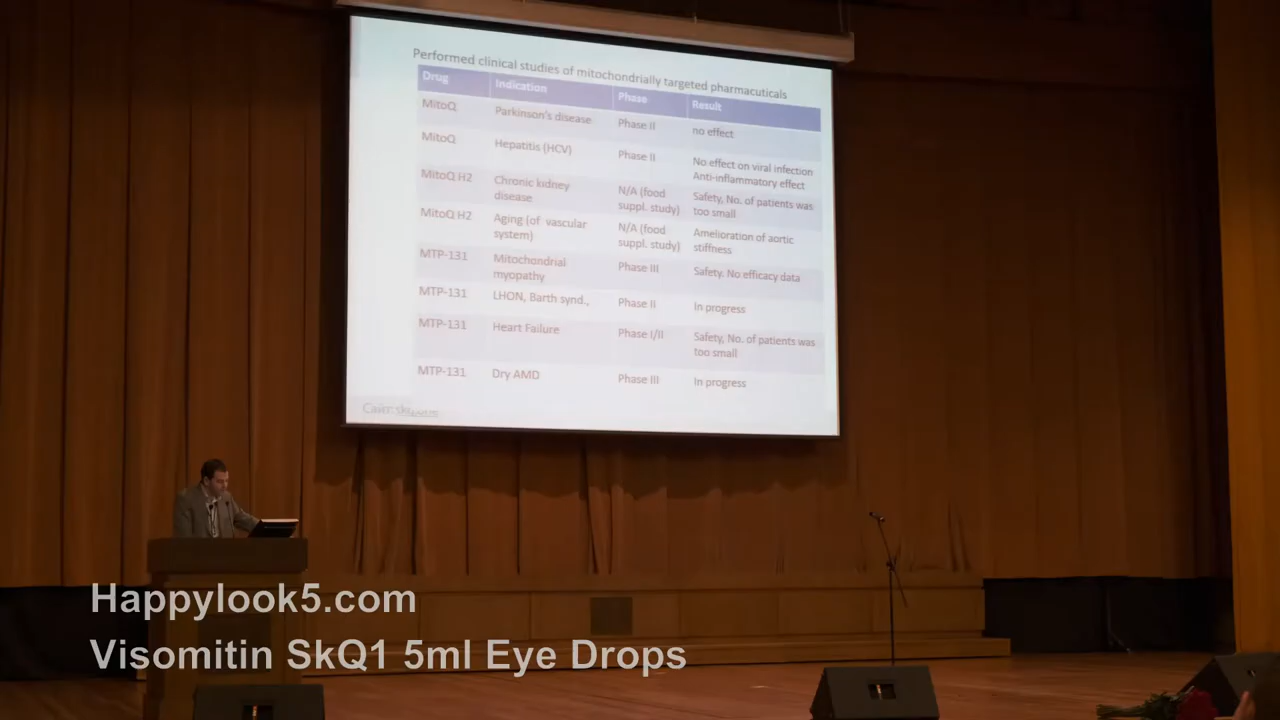 Performed clinical studies of mitochondrially targeted pharmacuticals
Drug Indication Phase Result
MitoQ Parkinson's disease Phase II no effect
MitoQ Hepatitis (HCV) Phase II No effect on viral infection
Anti-inflammatory effect
MitoQ H2 Chronic kidney N/A (food Safety, No. of patients was
disease suppl. study) too small
MitoQ H2 Aging (of vascular N/A (food Amelioration of aortic
system) suppl. study) stiffness
MTP-131 Mitochondrial Phase III Safety. No efficacy data
myopathy
MTP-131 LHON, Barth synd., Phase II In progress
MTP-131 Heart Failure Phase I/II Safety, No. of patients was
too small
MTP-131 Dry AMD Phase III In progress
Happylook5.com
Visomitin SkQ1 5ml Eye Drops